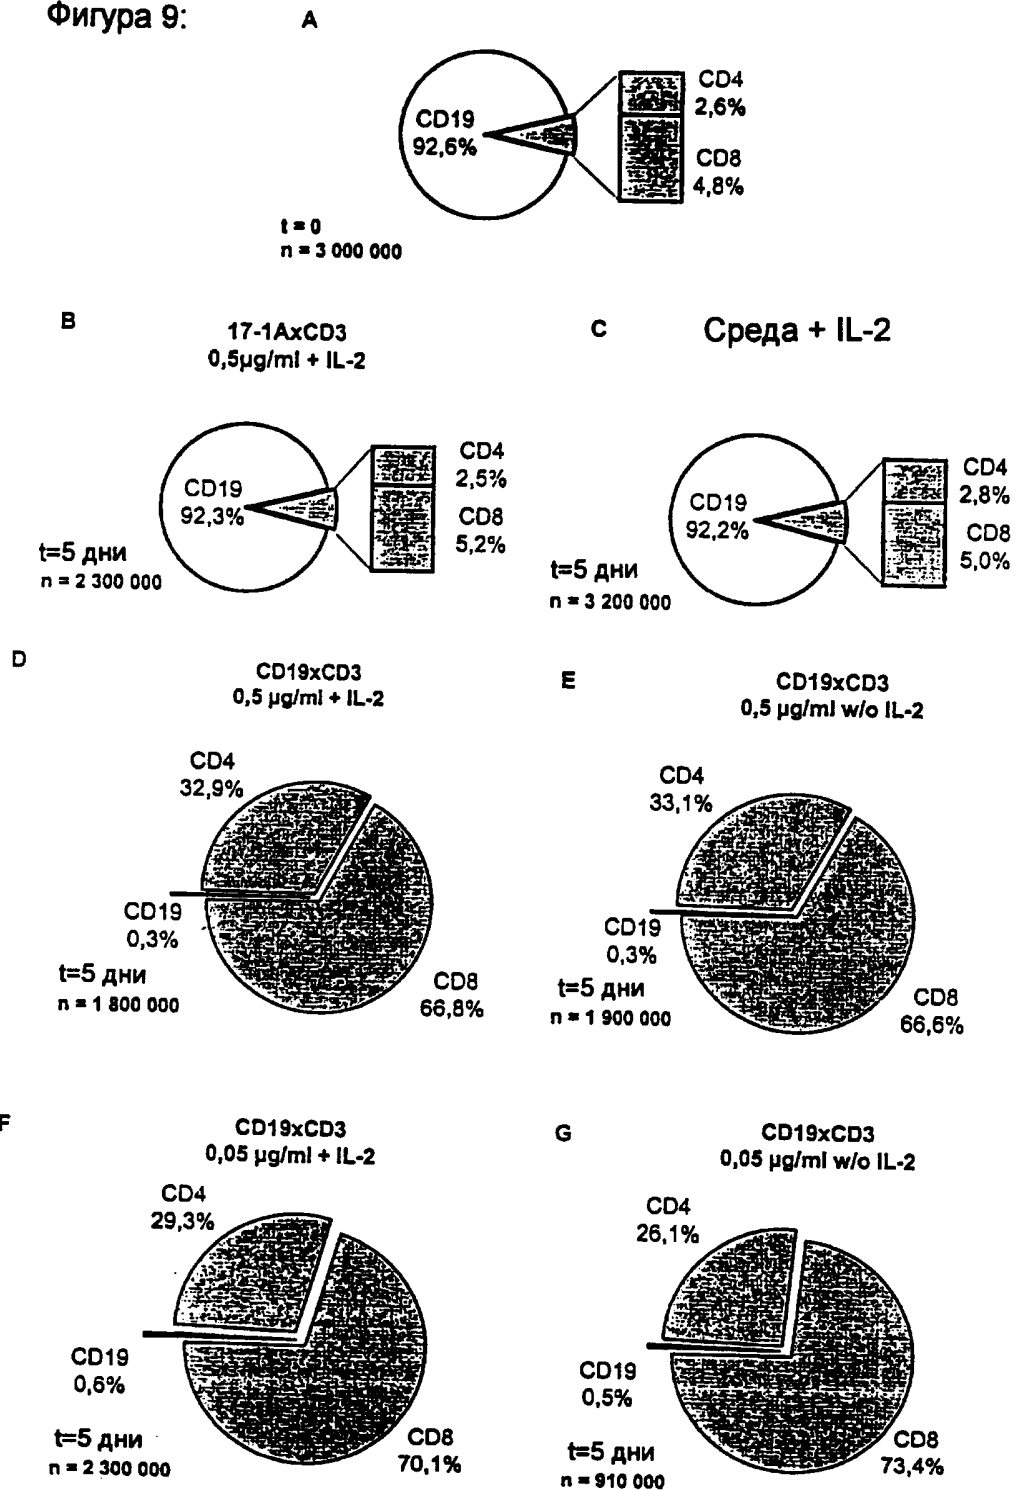 Фигура 9:
A
CD19
92,6%
CD4
2,6%
CD8
4,8%
t = 0
n = 3 000 000
B
17-1AxCD3
0,5µg/ml + IL-2
CD19
92,3%
CD4
2,5%
CD8
5,2%
t=5 дни
n = 2 300 000
C
Среда + IL-2
CD19
92,2%
CD4
2,8%
CD8
5,0%
t=5 дни
n = 3 200 000
D
CD19xCD3
0,5 µg/ml + IL-2
CD4
32,9%
CD19
0,3%
t=5 дни
n = 1 800 000
CD8
66,8%
E
CD19xCD3
0,5 µg/ml w/o IL-2
CD4
33,1%
CD19
0,3%
t=5 дни
n = 1 900 000
CD8
66,6%
F
CD19xCD3
0,05 µg/ml + IL-2
CD4
29,3%
CD19
0,6%
t=5 дни
n = 2 300 000
CD8
70,1%
G
CD19xCD3
0,05 µg/ml w/o IL-2
CD4
26,1%
CD19
0,5%
t=5 дни
n = 910 000
CD8
73,4%